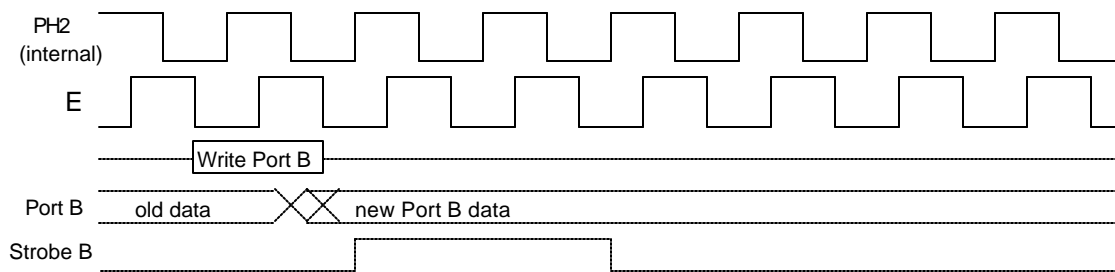 PH2
(internal)
E
Write Port B
Port B old data new Port B data
Strobe B